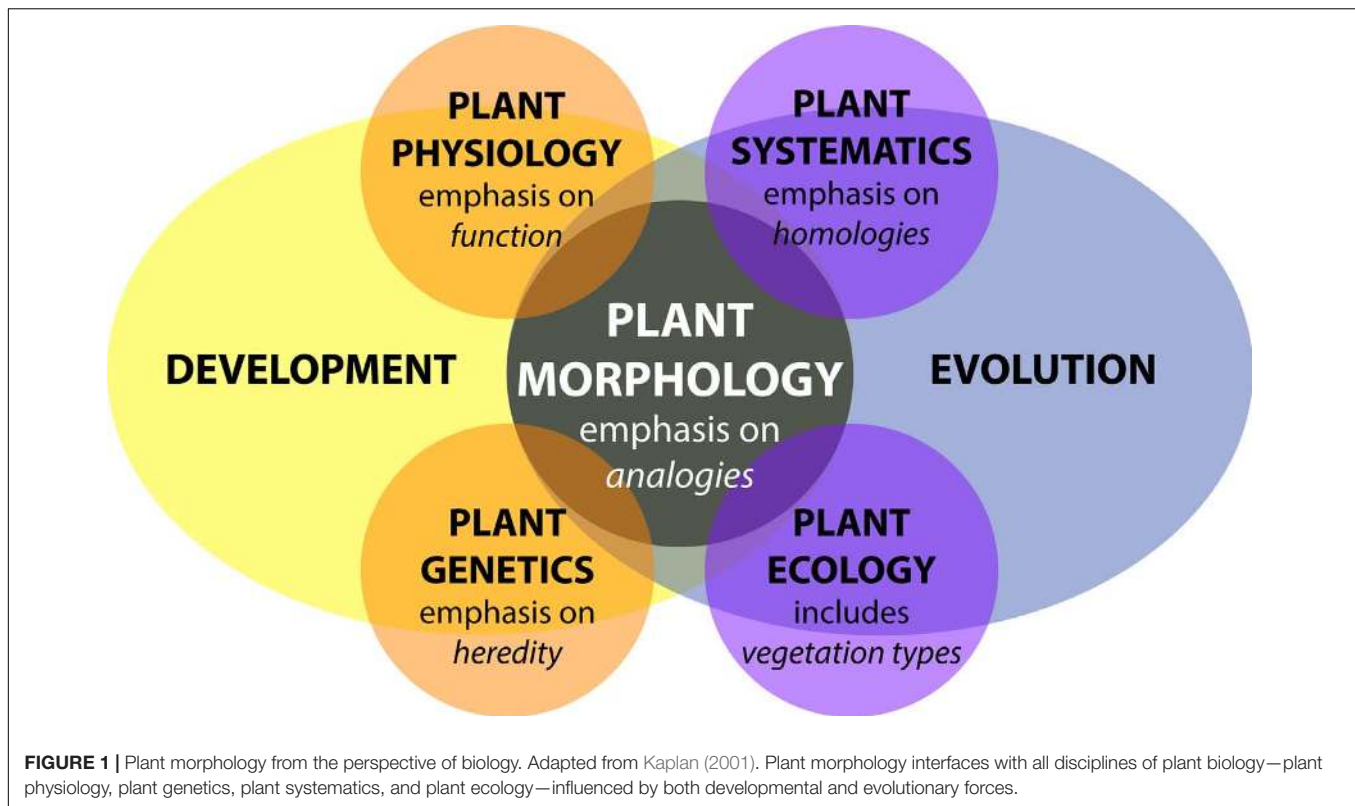 PLANT
PHYSIOLOGY
emphasis on
function
PLANT
SYSTEMATICS
emphasis on
homologies
DEVELOPMENT
PLANT
MORPHOLOGY
emphasis on
analogies
EVOLUTION
PLANT
GENETICS
emphasis on
heredity
PLANT
ECOLOGY
includes
vegetation types
FIGURE 1 | Plant morphology from the perspective of biology. Adapted from Kaplan (2001). Plant morphology interfaces with all disciplines of plant biology—plant
physiology, plant genetics, plant systematics, and plant ecology—influenced by both developmental and evolutionary forces.